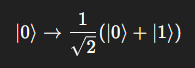 |0⟩ → 1/√2 (|0⟩ + |1⟩)